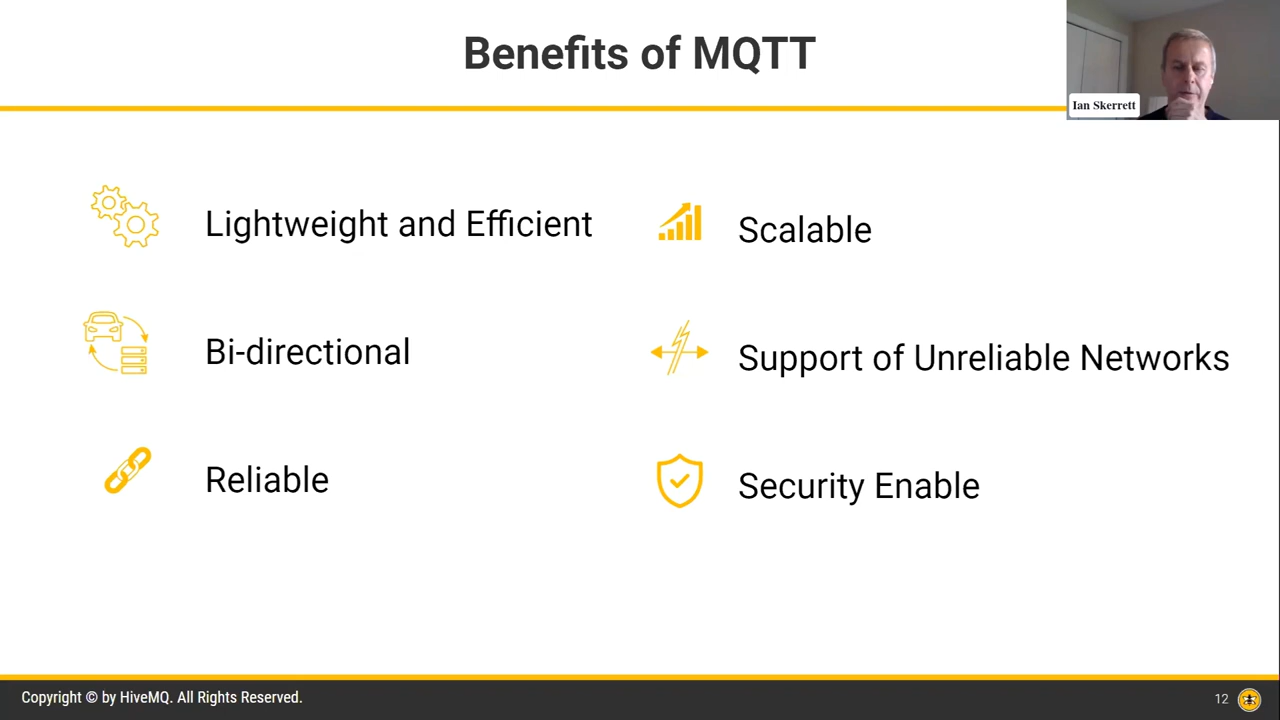 Benefits of MQTT
Ian Skerrett
Lightweight and Efficient
Scalable
Bi-directional
Support of Unreliable Networks
Reliable
Security Enable
Copyright © by HiveMQ. All Rights Reserved.
12